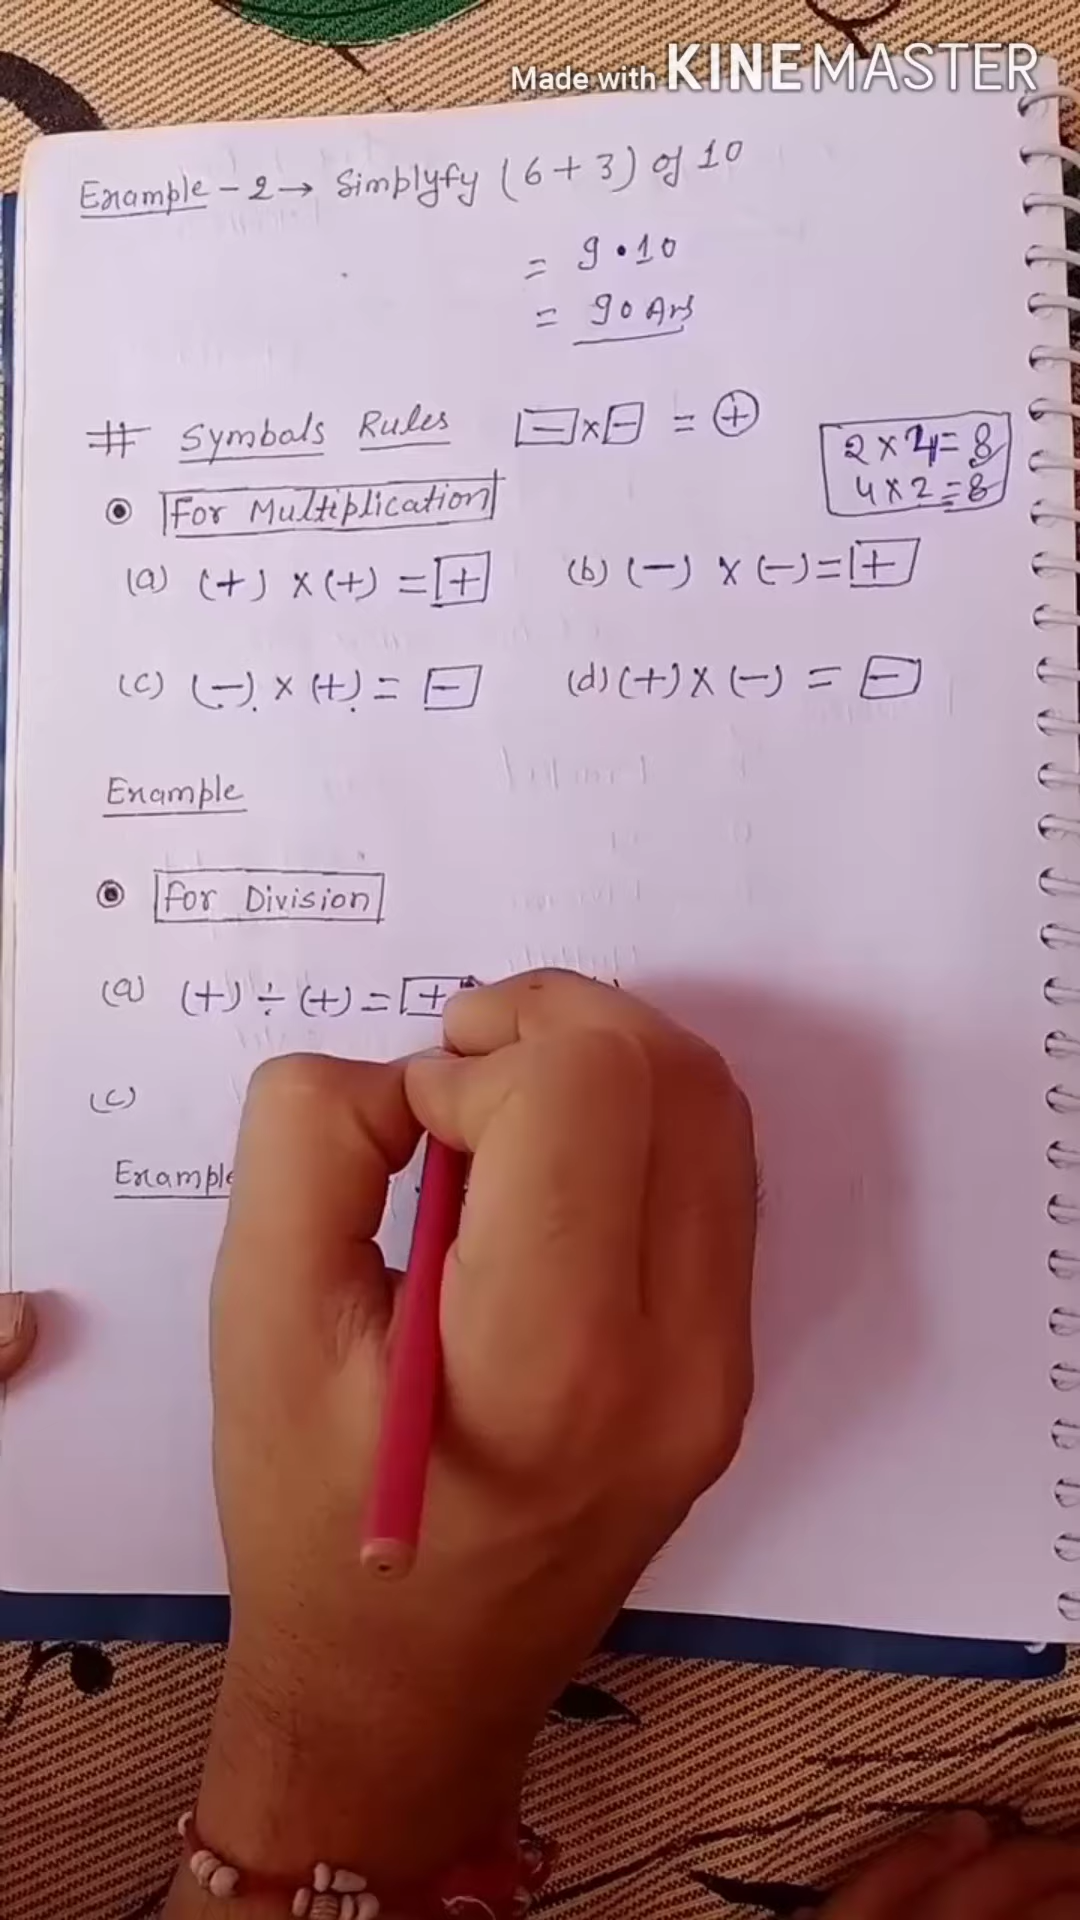 Made with KINEMASTER
Example - 2 → Simplyfy (6 + 3) of 10
= 9 • 10
= 90 Ans
# Symbals Rules − × − = +
2 × 4 = 8
4 × 2 = 8
For Multiplication
(a) (+) × (+) = +
(b) (−) × (−) = +
(c) (−) × (+) = −
(d) (+) × (−) = −
Example
For Division
(a) (+) ÷ (+) = +
(c)
Example